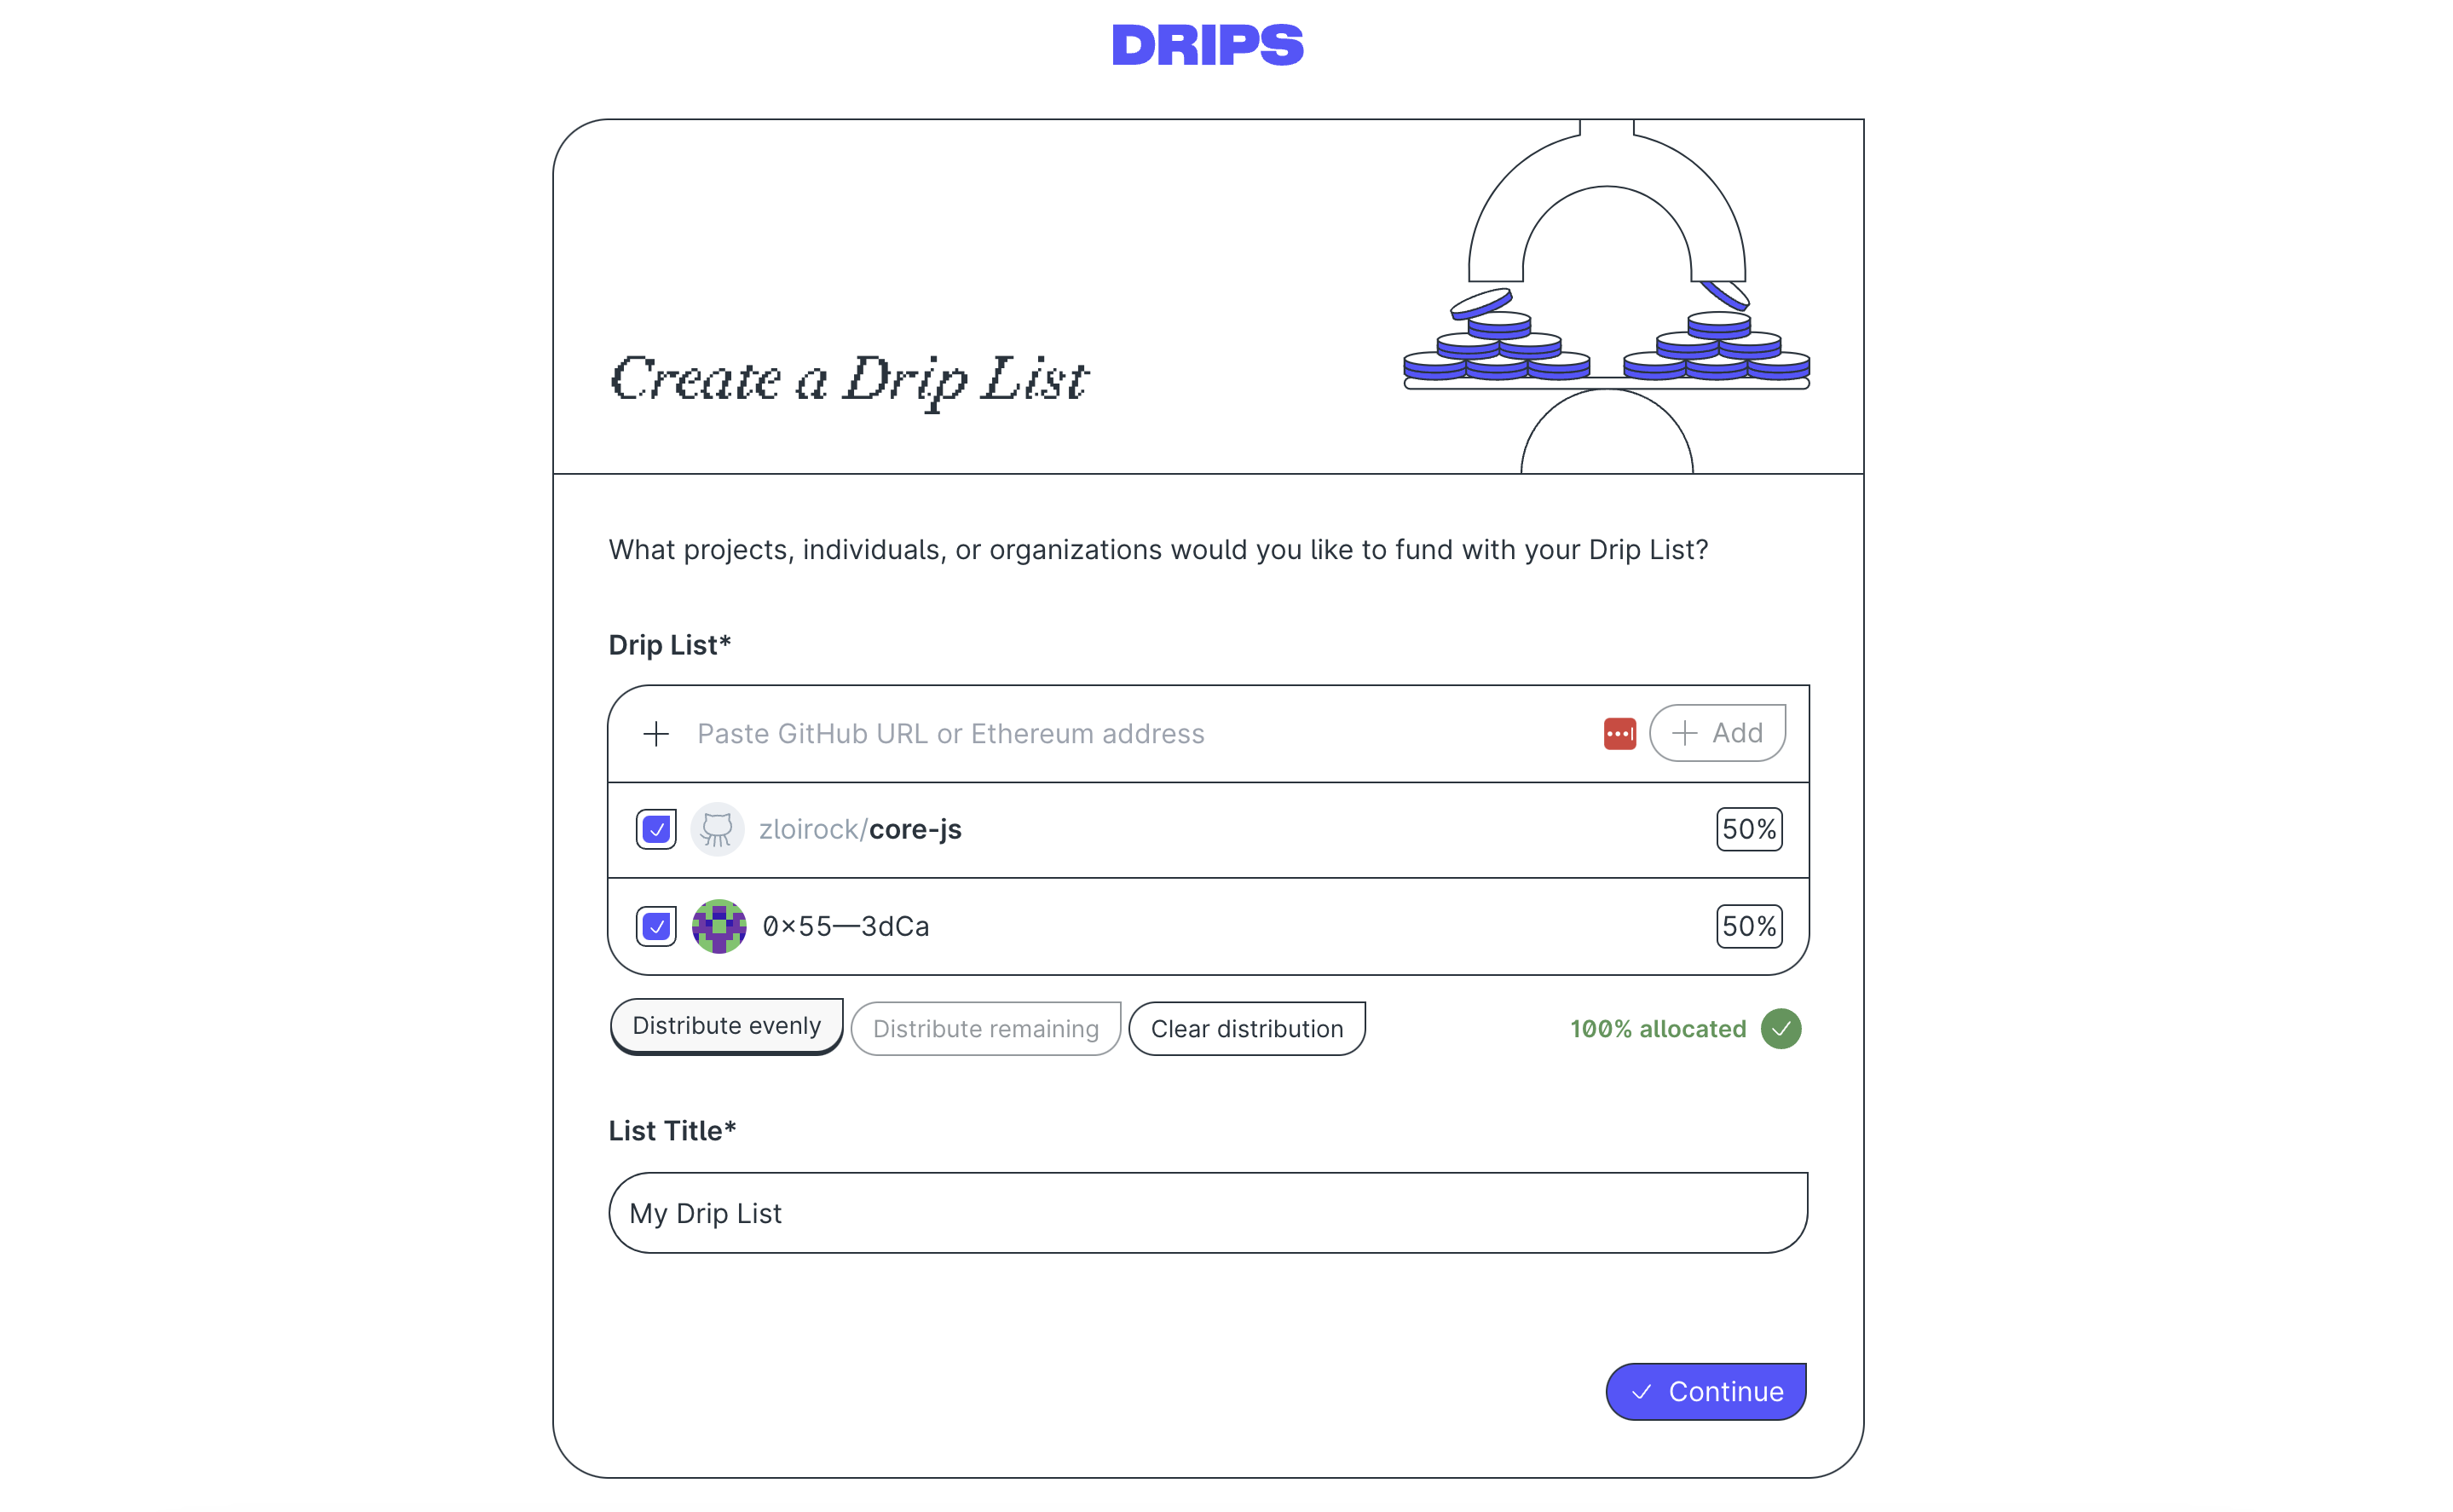 DRIPS
Create a Drip List
What projects, individuals, or organizations would you like to fund with your Drip List?
Drip List*
Paste GitHub URL or Ethereum address
Add
zloirock/core-js
50%
0×55—3dCa
50%
Distribute evenly
Distribute remaining
Clear distribution
100% allocated
List Title*
My Drip List
Continue